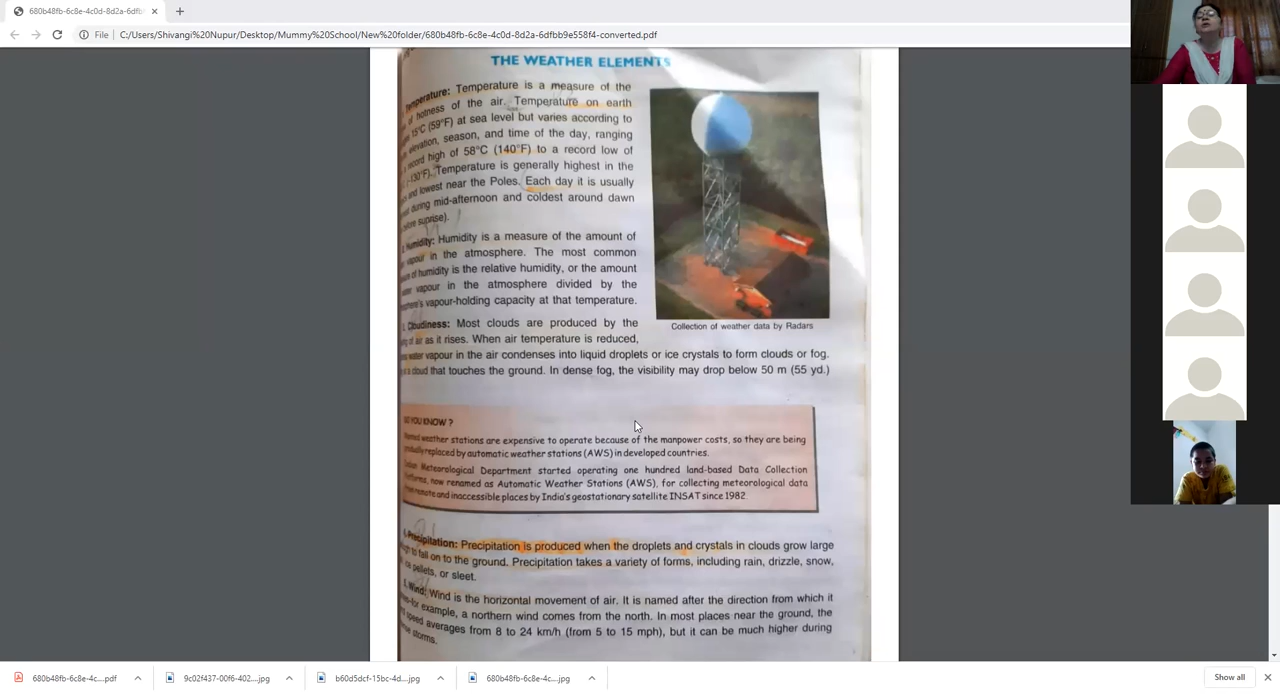 680b48fb-6c8e-4c0d-8d2a-6dfb
File
C:/Users/Shivangi%20Nupur/Desktop/Mummy%20School/New%20folder/680b48fb-6c8e-4c0d-8d2a-6dfbb9e558f4-converted.pdf
THE WEATHER ELEMENTS
Temperature: Temperature is a measure of the
of hotness of the air. Temperature on earth
15°C (59°F) at sea level but varies according to
elevation, season, and time of the day, ranging
record high of 58°C (140°F) to a record low of
-130°F). Temperature is generally highest in the
and lowest near the Poles. Each day it is usually
during mid-afternoon and coldest around dawn
suprise).
Humidity: Humidity is a measure of the amount of
vapour in the atmosphere. The most common
of humidity is the relative humidity, or the amount
vapour in the atmosphere divided by the
vapour-holding capacity at that temperature.
Cloudiness: Most clouds are produced by the
of air as it rises. When air temperature is reduced,
water vapour in the air condenses into liquid droplets or ice crystals to form clouds or fog.
a cloud that touches the ground. In dense fog, the visibility may drop below 50 m (55 yd.)
Collection of weather data by Radars
YOU KNOW ?
weather stations are expensive to operate because of the manpower costs, so they are being
gradually replaced by automatic weather stations (AWS) in developed countries.
Meteorological Department started operating one hundred land-based Data Collection
now renamed as Automatic Weather Stations (AWS), for collecting meteorological data
remote and inaccessible places by India's geostationary satellite INSAT since 1982.
Precipitation: Precipitation is produced when the droplets and crystals in clouds grow large
to fall on to the ground. Precipitation takes a variety of forms, including rain, drizzle, snow,
pellets, or sleet.
Wind: Wind is the horizontal movement of air. It is named after the direction from which it
for example, a northern wind comes from the north. In most places near the ground, the
speed averages from 8 to 24 km/h (from 5 to 15 mph), but it can be much higher during
storms.
680b48fb-6c8e-4c....pdf
9c02f437-00f6-402....jpg
b60d5dcf-15bc-4d....jpg
680b48fb-6c8e-4c....jpg
Show all